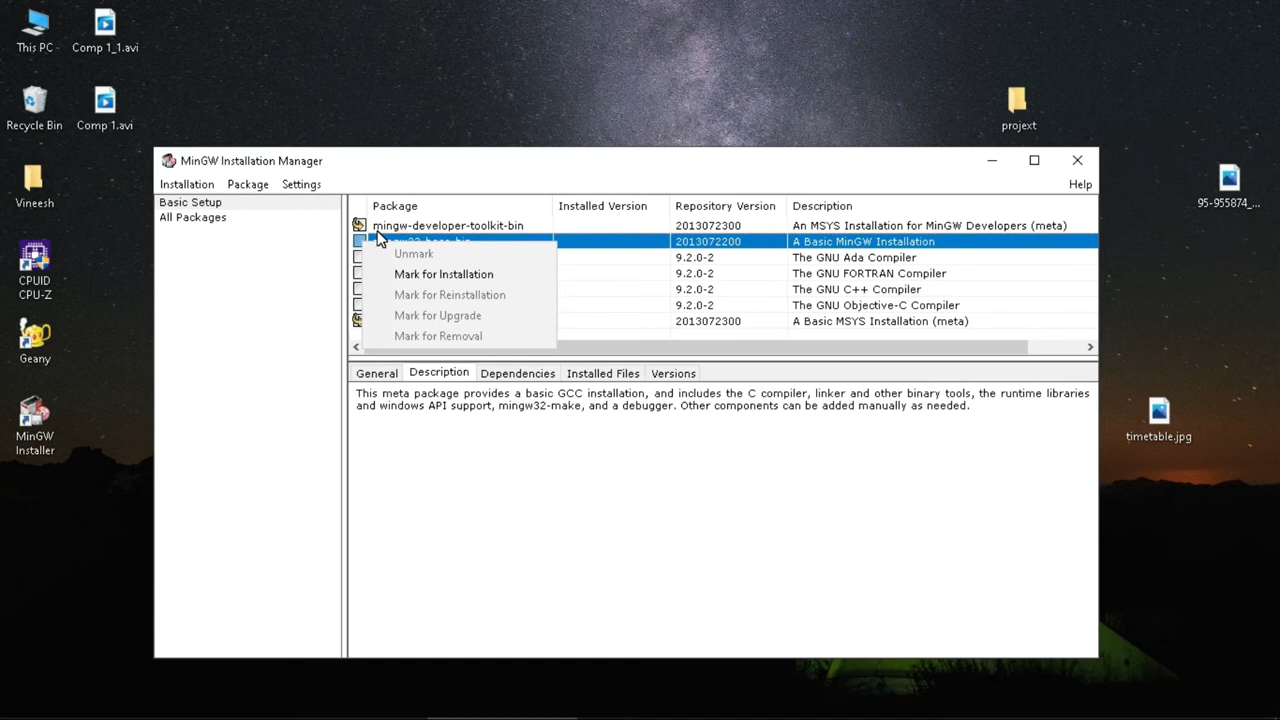 This PC
Comp 1_1.avi
Recycle Bin
Comp 1.avi
Vineesh
CPUID
CPU-Z
Geany
MinGW
Installer
projext
95-955874_...
timetable.jpg
MinGW Installation Manager
Installation Package Settings Help
Basic Setup
All Packages
Package Installed Version Repository Version Description
mingw-developer-toolkit-bin 2013072300 An MSYS Installation for MinGW Developers (meta)
mingw32-base-bin 2013072200 A Basic MinGW Installation
9.2.0-2 The GNU Ada Compiler
9.2.0-2 The GNU FORTRAN Compiler
9.2.0-2 The GNU C++ Compiler
9.2.0-2 The GNU Objective-C Compiler
2013072300 A Basic MSYS Installation (meta)
Unmark
Mark for Installation
Mark for Reinstallation
Mark for Upgrade
Mark for Removal
General Description Dependencies Installed Files Versions
This meta package provides a basic GCC installation, and includes the C compiler, linker and other binary tools, the runtime libraries
and windows API support, mingw32-make, and a debugger. Other components can be added manually as needed.